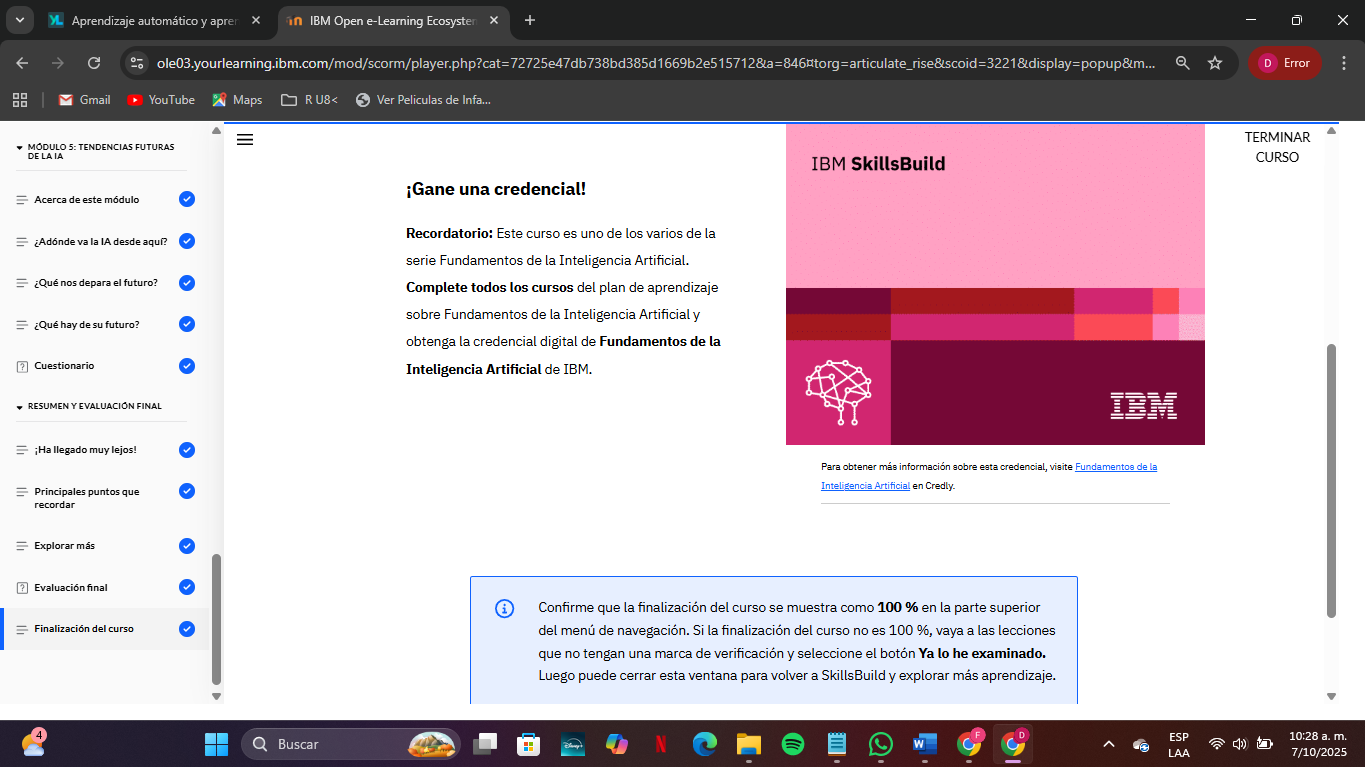 Aprendizaje automático y apren
IBM Open e-Learning Ecosystem
ole03.yourlearning.ibm.com/mod/scorm/player.php?cat=72725e47db738bd385d1669b2e515712&a=846¤torg=articulate_rise&scoid=3221&display=popup&m...
D Error
Gmail
YouTube
Maps
R U8<
Ver Peliculas de Infa...
MÓDULO 5: TENDENCIAS FUTURAS
DE LA IA
Acerca de este módulo
¿Adónde va la IA desde aquí?
¿Qué nos depara el futuro?
¿Qué hay de su futuro?
Cuestionario
RESUMEN Y EVALUACIÓN FINAL
¡Ha llegado muy lejos!
Principales puntos que
recordar
Explorar más
Evaluación final
Finalización del curso
¡Gane una credencial!
Recordatorio: Este curso es uno de los varios de la
serie Fundamentos de la Inteligencia Artificial.
Complete todos los cursos del plan de aprendizaje
sobre Fundamentos de la Inteligencia Artificial y
obtenga la credencial digital de Fundamentos de la
Inteligencia Artificial de IBM.
IBM SkillsBuild
IBM
TERMINAR
CURSO
Para obtener más información sobre esta credencial, visite Fundamentos de la
Inteligencia Artificial en Credly.
Confirme que la finalización del curso se muestra como 100 % en la parte superior
del menú de navegación. Si la finalización del curso no es 100 %, vaya a las lecciones
que no tengan una marca de verificación y seleccione el botón Ya lo he examinado.
Luego puede cerrar esta ventana para volver a SkillsBuild y explorar más aprendizaje.
4
Buscar
Disney+
N
W
F
D
ESP
LAA
10:28 a. m.
7/10/2025